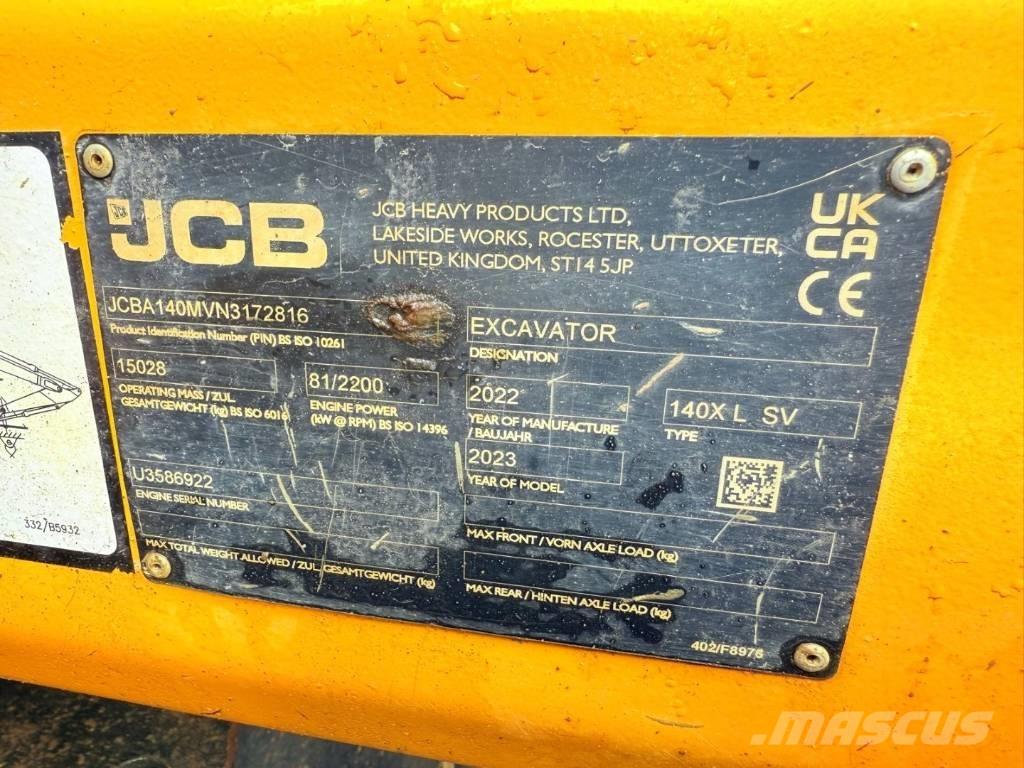 JCB
JCB HEAVY PRODUCTS LTD,
LAKESIDE WORKS, ROCESTER, UTTOXETER,
UNITED KINGDOM, ST14 5JP.
UK
CA
CE
JCBA140MVN3172816
Product Identification Number (PIN) BS ISO 10261
EXCAVATOR
DESIGNATION
15028
OPERATING MASS / ZUL.
GESAMTGEWICHT (kg) BS ISO 6016
81/2200
ENGINE POWER
(kW @ RPM) BS ISO 14396
2022
YEAR OF MANUFACTURE
/ BAUJAHR
140X L SV
TYPE
2023
YEAR OF MODEL
U3586922
ENGINE SERIAL NUMBER
MAX TOTAL WEIGHT ALLOWED / ZUL. GESAMTGEWICHT (kg)
MAX FRONT / VORN AXLE LOAD (kg)
MAX REAR / HINTEN AXLE LOAD (kg)
402/F8976
332/B5932
MASCUS